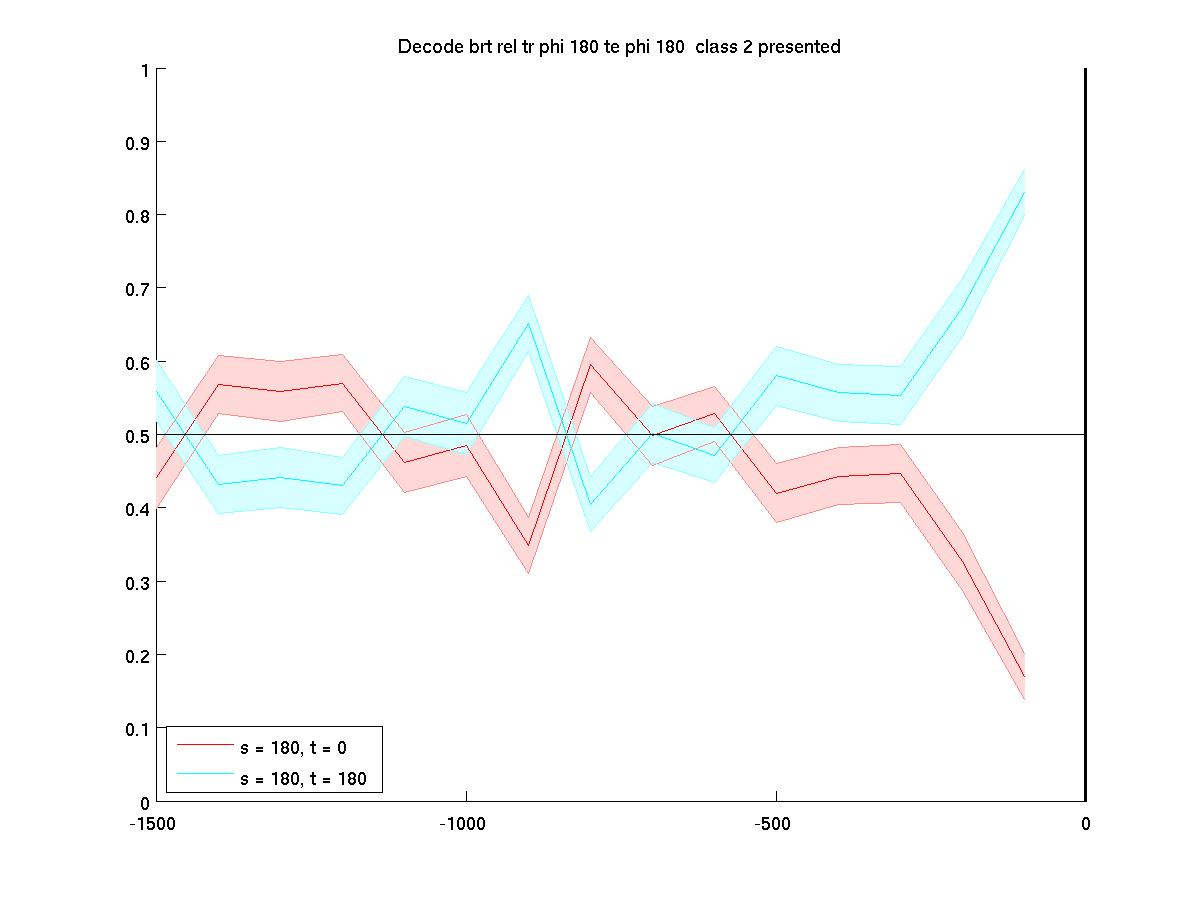 Decode brt rel tr phi 180 te phi 180  class 2 presented
1
0.9
0.8
0.7
0.6
0.5
0.4
0.3
0.2
0.1
0
s = 180, t = 0
s = 180, t = 180
-1500 -1000 -500 0